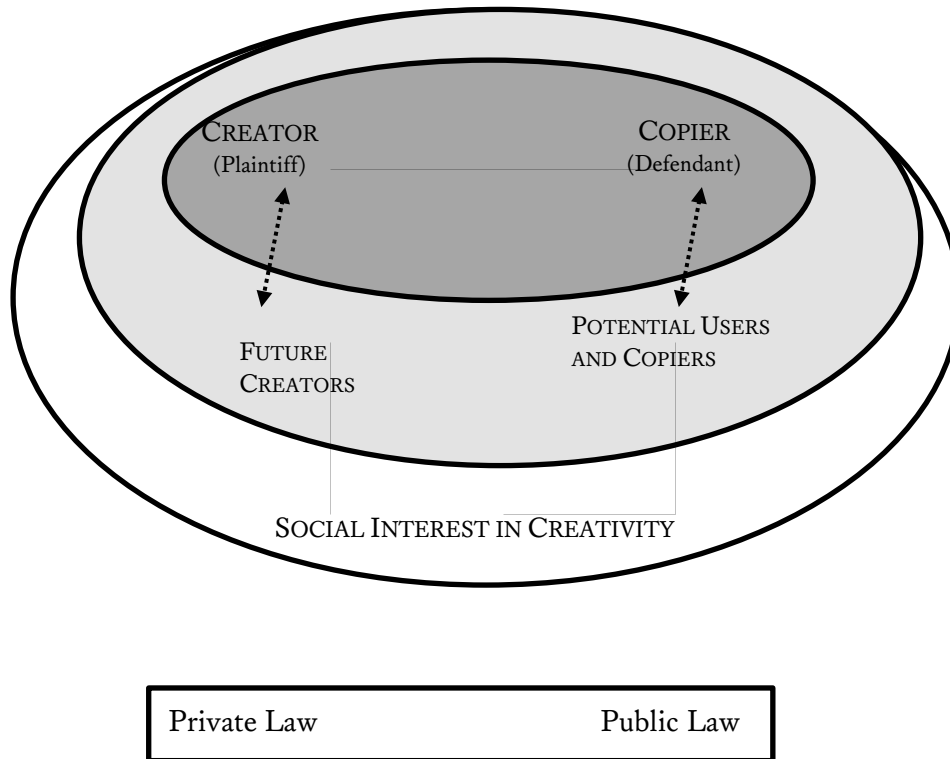 CREATOR
(Plaintiff)
COPIER
(Defendant)
FUTURE
CREATORS
POTENTIAL USERS
AND COPIERS
SOCIAL INTEREST IN CREATIVITY
Private Law
Public Law